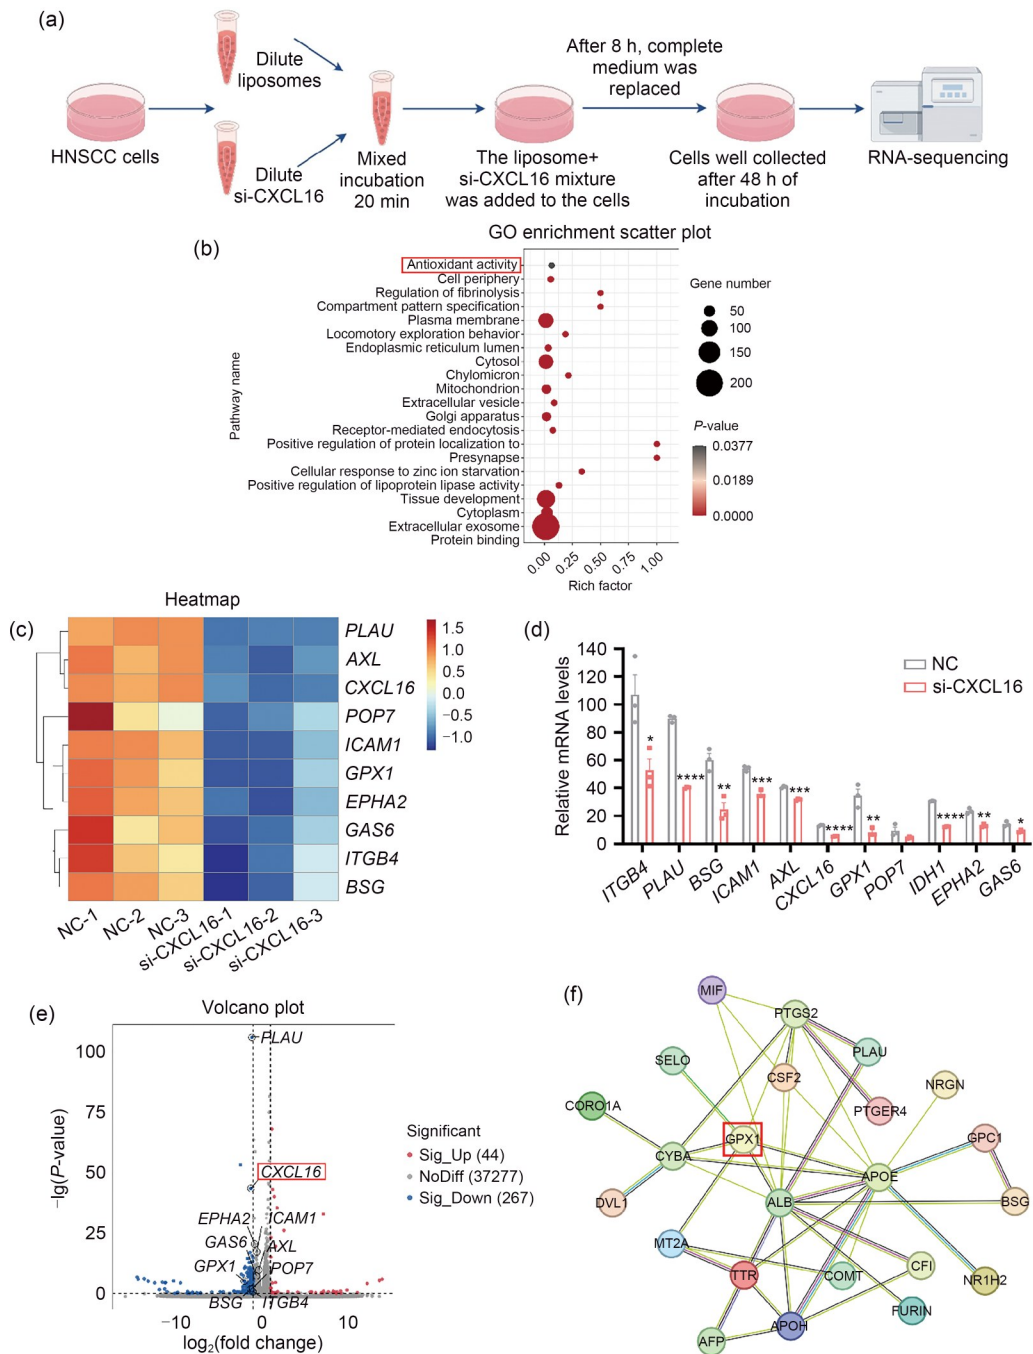 (a)
Dilute
liposomes
HNSCC cells
Dilute
si-CXCL16
Mixed
incubation
20 min
The liposome+
si-CXCL16 mixture
was added to the cells
After 8 h, complete
medium was
replaced
Cells well collected
after 48 h of
incubation
RNA-sequencing
(b)
GO enrichment scatter plot
Pathway name
Antioxidant activity
Cell periphery
Regulation of fibrinolysis
Compartment pattern specification
Plasma membrane
Locomotory exploration behavior
Endoplasmic reticulum lumen
Cytosol
Chylomicron
Mitochondrion
Extracellular vesicle
Golgi apparatus
Receptor-mediated endocytosis
Positive regulation of protein localization to
Presynapse
Cellular response to zinc ion starvation
Positive regulation of lipoprotein lipase activity
Tissue development
Cytoplasm
Extracellular exosome
Protein binding
0.00 0.25 0.50 0.75 1.00
Rich factor
Gene number
50
100
150
200
P-value
0.0377
0.0189
0.0000
(c)
Heatmap
PLAU
AXL
CXCL16
POP7
ICAM1
GPX1
EPHA2
GAS6
ITGB4
BSG
NC-1 NC-2 NC-3 si-CXCL16-1 si-CXCL16-2 si-CXCL16-3
1.5
1.0
0.5
0.0
−0.5
−1.0
(d)
Relative mRNA levels
140
120
100
80
60
40
20
0
NC
si-CXCL16
* **** ** *** *** **** ** **** ** *
ITGB4 PLAU BSG ICAM1 AXL CXCL16 GPX1 POP7 IDH1 EPHA2 GAS6
(e)
Volcano plot
−lg(P-value)
100
75
50
25
0
PLAU
CXCL16
EPHA2 ICAM1
GAS6 AXL
GPX1 POP7
BSG ITGB4
−10 0 10
log2(fold change)
Significant
Sig_Up (44)
NoDiff (37277)
Sig_Down (267)
(f)
MIF
PTGS2
SELO
PLAU
CSF2
NRGN
CORO1A
PTGER4
GPX1
GPC1
CYBA
APOE
DVL1
ALB
BSG
MT2A
TTR
COMT
CFI
NR1H2
FURIN
AFP
APOH